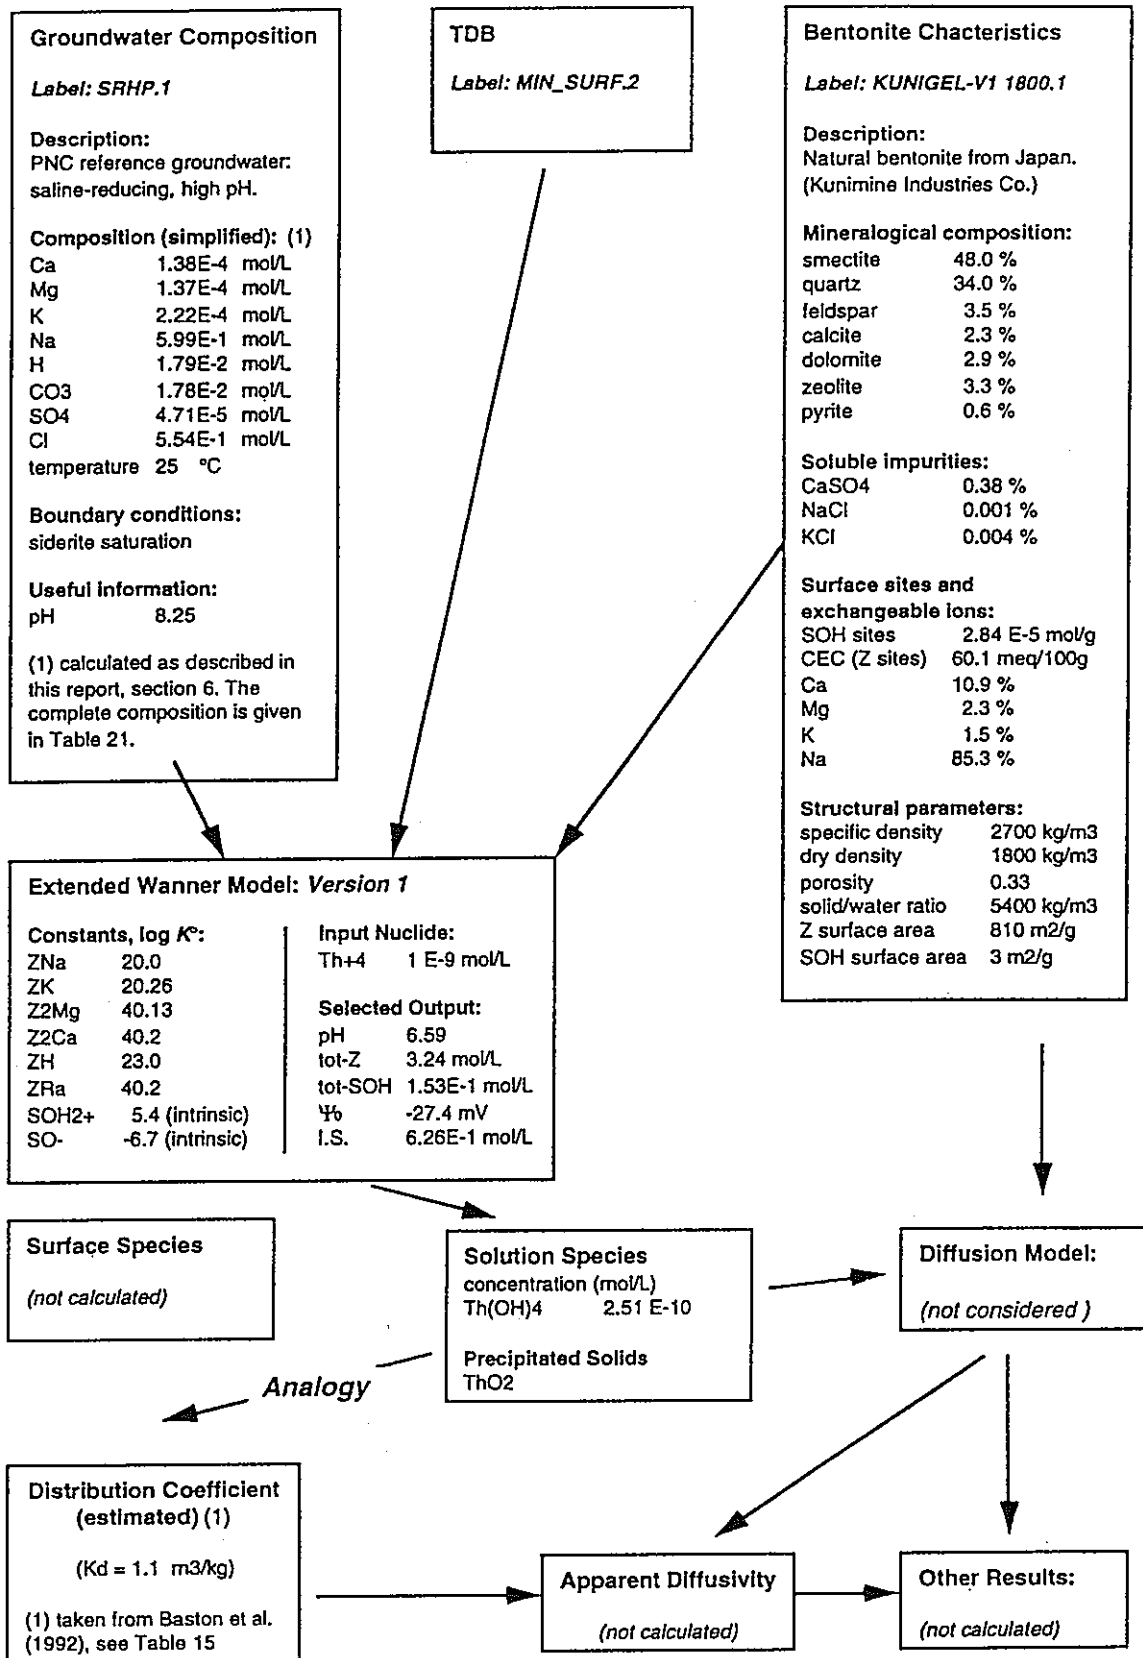 Groundwater Composition
Label: SRHP.1
Description:
PNC reference groundwater:
saline-reducing, high pH.
Composition (simplified): (1)
Ca 1.38E-4 mol/L
Mg 1.37E-4 mol/L
K 2.22E-4 mol/L
Na 5.99E-1 mol/L
H 1.79E-2 mol/L
CO3 1.78E-2 mol/L
SO4 4.71E-5 mol/L
Cl 5.54E-1 mol/L
temperature 25 °C
Boundary conditions:
siderite saturation
Useful information:
pH 8.25
(1) calculated as described in
this report, section 6. The
complete composition is given
in Table 21.
TDB
Label: MIN_SURF.2
Bentonite Chacteristics
Label: KUNIGEL-V1 1800.1
Description:
Natural bentonite from Japan.
(Kunimine Industries Co.)
Mineralogical composition:
smectite 48.0 %
quartz 34.0 %
feldspar 3.5 %
calcite 2.3 %
dolomite 2.9 %
zeolite 3.3 %
pyrite 0.6 %
Soluble impurities:
CaSO4 0.38 %
NaCl 0.001 %
KCl 0.004 %
Surface sites and
exchangeable ions:
SOH sites 2.84 E-5 mol/g
CEC (Z sites) 60.1 meq/100g
Ca 10.9 %
Mg 2.3 %
K 1.5 %
Na 85.3 %
Structural parameters:
specific density 2700 kg/m3
dry density 1800 kg/m3
porosity 0.33
solid/water ratio 5400 kg/m3
Z surface area 810 m2/g
SOH surface area 3 m2/g
Extended Wanner Model: Version 1
Constants, log K°:
ZNa 20.0
ZK 20.26
Z2Mg 40.13
Z2Ca 40.2
ZH 23.0
ZRa 40.2
SOH2+ 5.4 (intrinsic)
SO- -6.7 (intrinsic)
Input Nuclide:
Th+4 1 E-9 mol/L
Selected Output:
pH 6.59
tot-Z 3.24 mol/L
tot-SOH 1.53E-1 mol/L
Ψo -27.4 mV
I.S. 6.26E-1 mol/L
Surface Species
(not calculated)
Solution Species
concentration (mol/L)
Th(OH)4 2.51 E-10
Precipitated Solids
ThO2
Diffusion Model:
(not considered )
Analogy
Distribution Coefficient
(estimated) (1)
(Kd = 1.1 m3/kg)
(1) taken from Baston et al.
(1992), see Table 15
Apparent Diffusivity
(not calculated)
Other Results:
(not calculated)